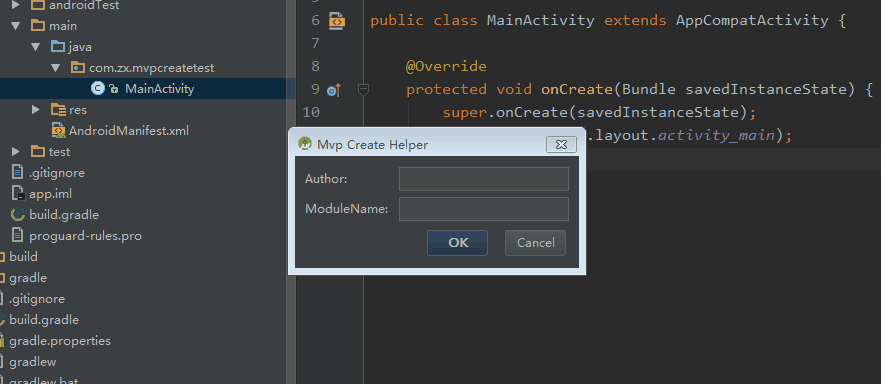 androidTest
main
java
com.zx.mvpcreatetest
MainActivity
res
AndroidManifest.xml
test
.gitignore
app.iml
build.gradle
proguard-rules.pro
build
gradle
.gitignore
build.gradle
gradle.properties
gradlew
gradlew.bat
6 public class MainActivity extends AppCompatActivity {
7
8 @Override
9 protected void onCreate(Bundle savedInstanceState) {
10 super.onCreate(savedInstanceState);
.layout.activity_main);
Mvp Create Helper
Author:
ModuleName:
OK Cancel